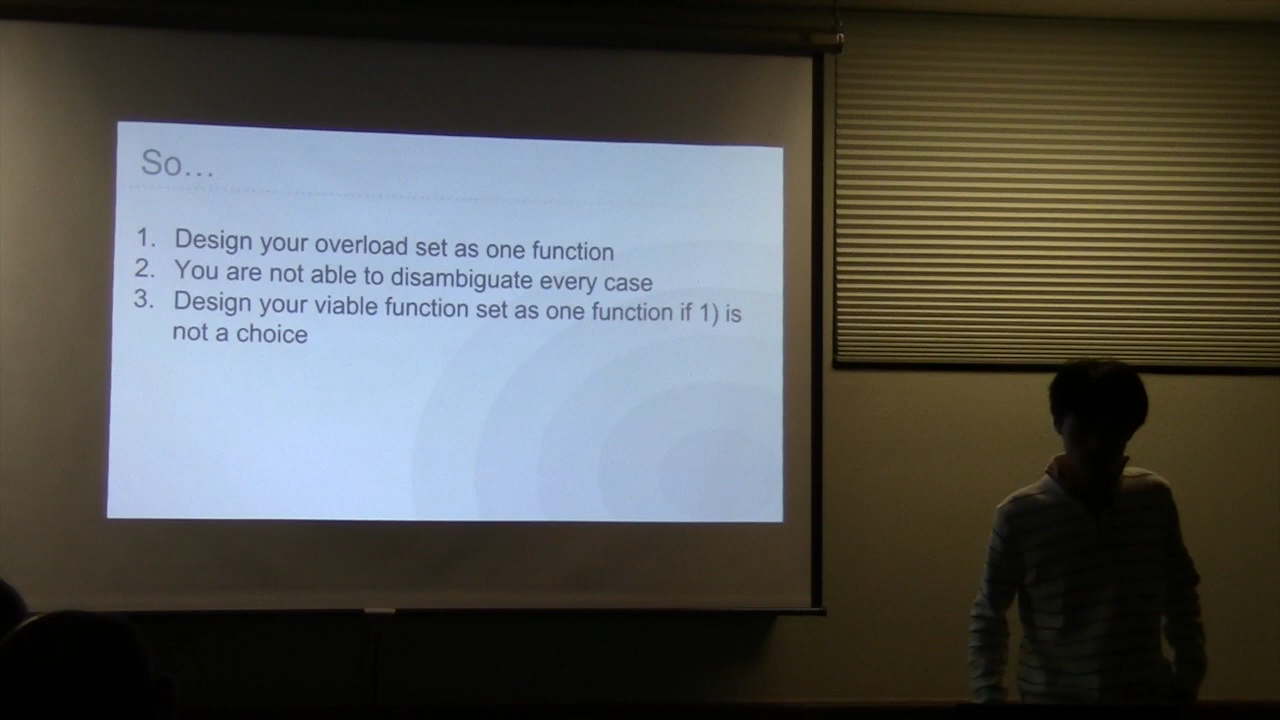 So...
1. Design your overload set as one function
2. You are not able to disambiguate every case
3. Design your viable function set as one function if 1) is
not a choice